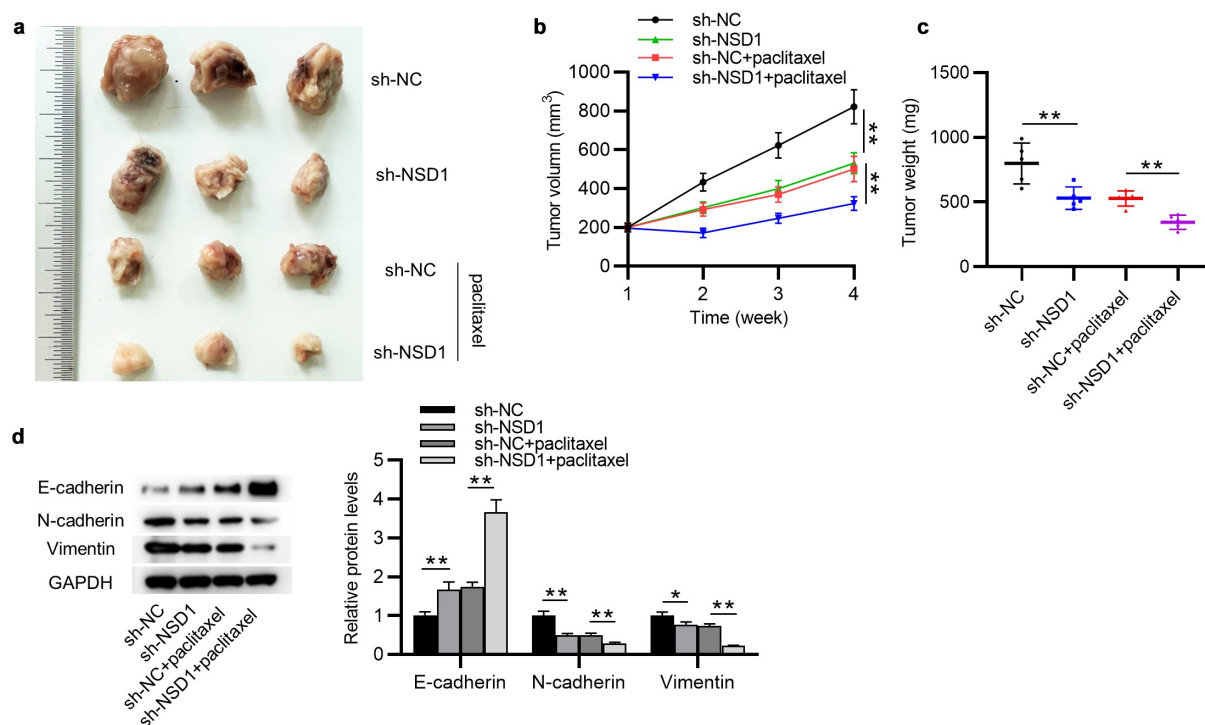 a
sh-NC
sh-NSD1
sh-NC
sh-NSD1
paclitaxel
b
sh-NC
sh-NSD1
sh-NC+paclitaxel
sh-NSD1+paclitaxel
Tumor volumn (mm³)
1000
800
600
400
200
0
**
**
1 2 3 4
Time (week)
c
Tumor weight (mg)
1500
1000
500
0
**
**
sh-NC
sh-NSD1
sh-NC+paclitaxel
sh-NSD1+paclitaxel
d
E-cadherin
N-cadherin
Vimentin
GAPDH
sh-NC
sh-NSD1
sh-NC+paclitaxel
sh-NSD1+paclitaxel
sh-NC
sh-NSD1
sh-NC+paclitaxel
sh-NSD1+paclitaxel
Relative protein levels
5
4
3
2
1
0
**
**
**
**
*
**
E-cadherin N-cadherin Vimentin